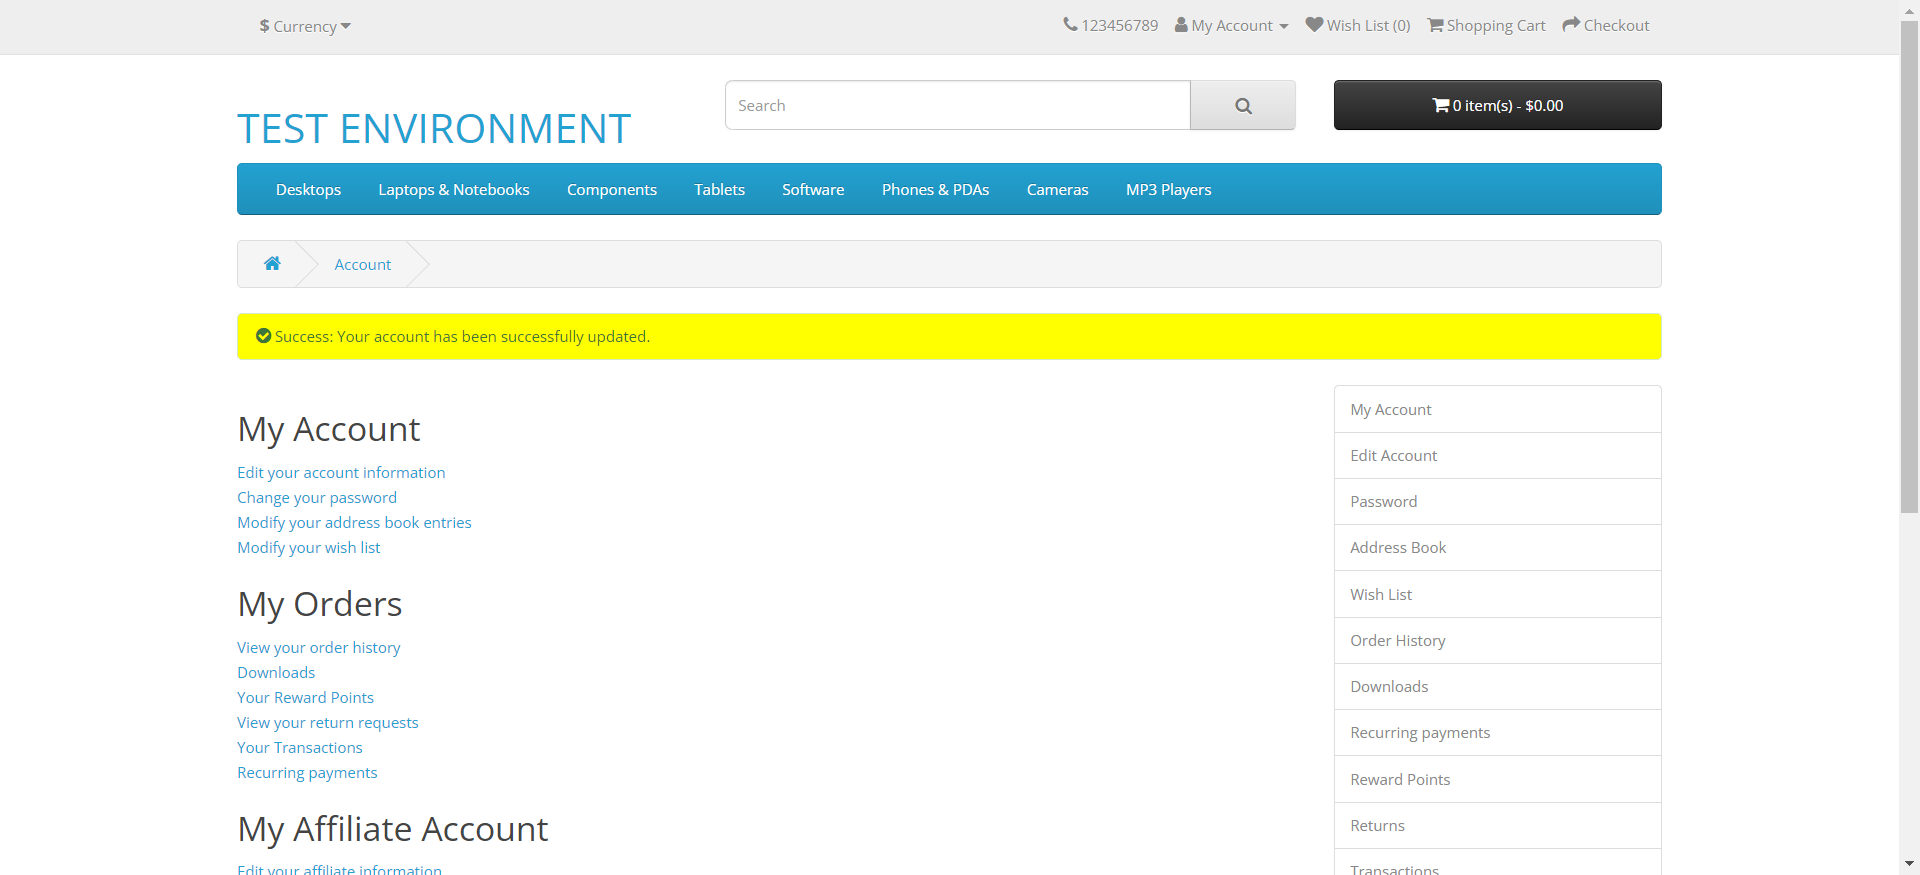 $ Currency
123456789 My Account Wish List (0) Shopping Cart Checkout
TEST ENVIRONMENT
Search
0 item(s) - $0.00
Desktops Laptops & Notebooks Components Tablets Software Phones & PDAs Cameras MP3 Players
Account
Success: Your account has been successfully updated.
My Account
Edit your account information
Change your password
Modify your address book entries
Modify your wish list
My Orders
View your order history
Downloads
Your Reward Points
View your return requests
Your Transactions
Recurring payments
My Affiliate Account
Edit your affiliate information
My Account
Edit Account
Password
Address Book
Wish List
Order History
Downloads
Recurring payments
Reward Points
Returns
Transactions